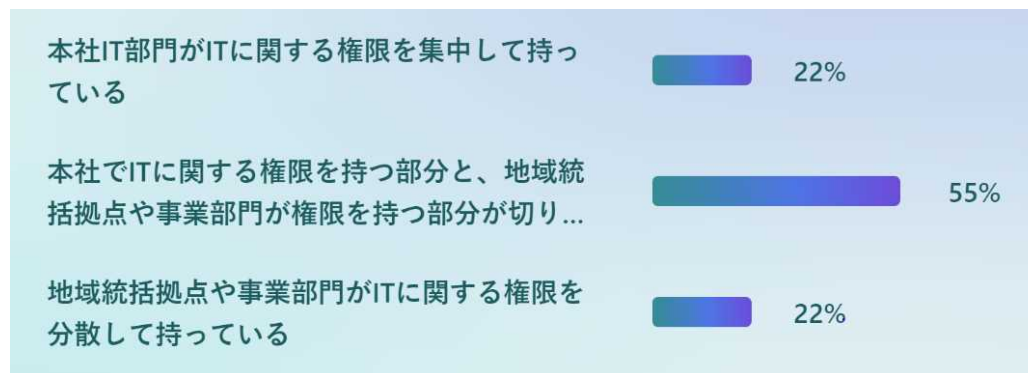 本社IT部門がITに関する権限を集中して持っ
ている
22%
本社でITに関する権限を持つ部分と、地域統
括拠点や事業部門が権限を持つ部分が切り...
55%
地域統括拠点や事業部門がITに関する権限を
分散して持っている
22%